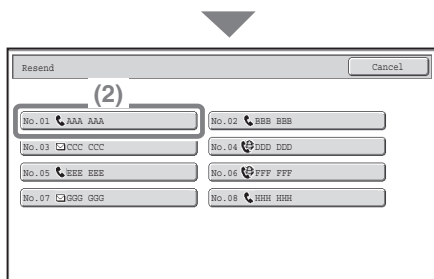 Resend Cancel
(2)
No.01 AAA AAA No.02 BBB BBB
No.03 CCC CCC No.04 DDD DDD
No.05 EEE EEE No.06 FFF FFF
No.07 GGG GGG No.08 HHH HHH